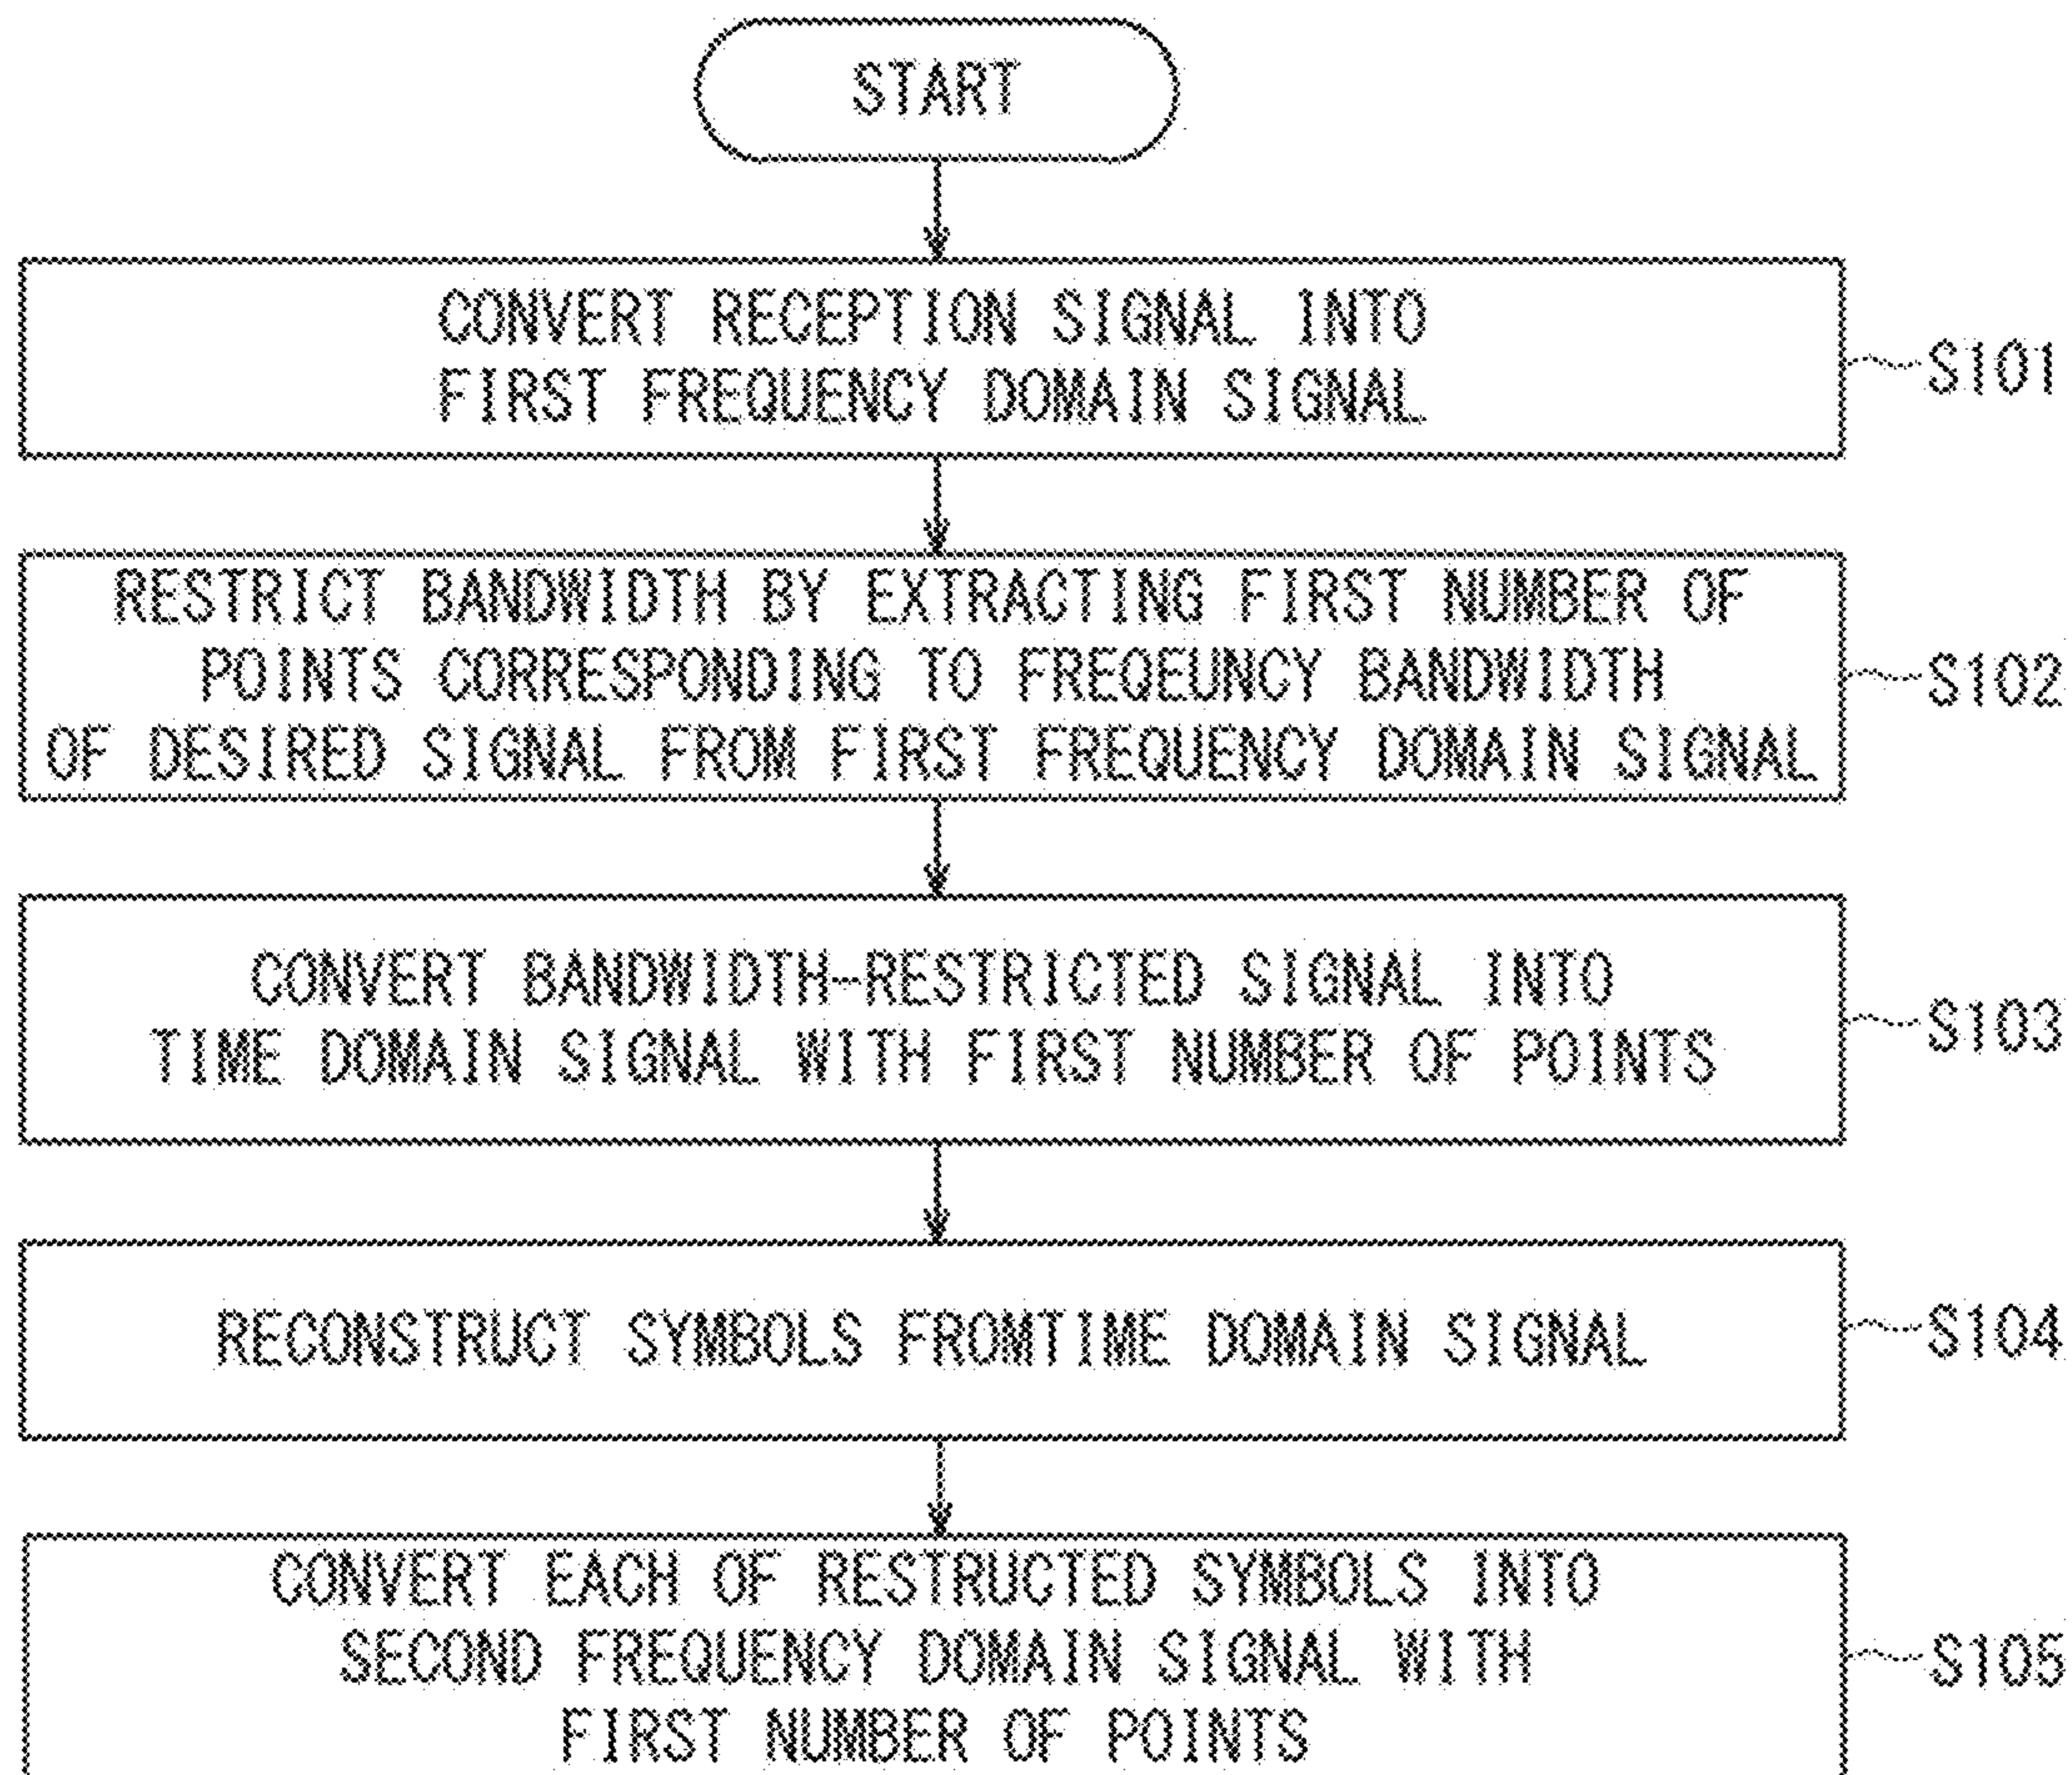 START
CONVERT RECEPTION SIGNAL INTO
FIRST FREQUENCY DOMAIN SIGNAL
S101
RESTRICT BANDWIDTH BY EXTRACTING FIRST NUMBER OF
POINTS CORRESPONDING TO FREQEUNCY BANDWIDTH
OF DESIRED SIGNAL FROM FIRST FREQUENCY DOMAIN SIGNAL
S102
CONVERT BANDWIDTH-RESTRICTED SIGNAL INTO
TIME DOMAIN SIGNAL WITH FIRST NUMBER OF POINTS
S103
RECONSTRUCT SYMBOLS FROMTIME DOMAIN SIGNAL
S104
CONVERT EACH OF RESTRUCTED SYMBOLS INTO
SECOND FREQUENCY DOMAIN SIGNAL WITH
FIRST NUMBER OF POINTS
S105